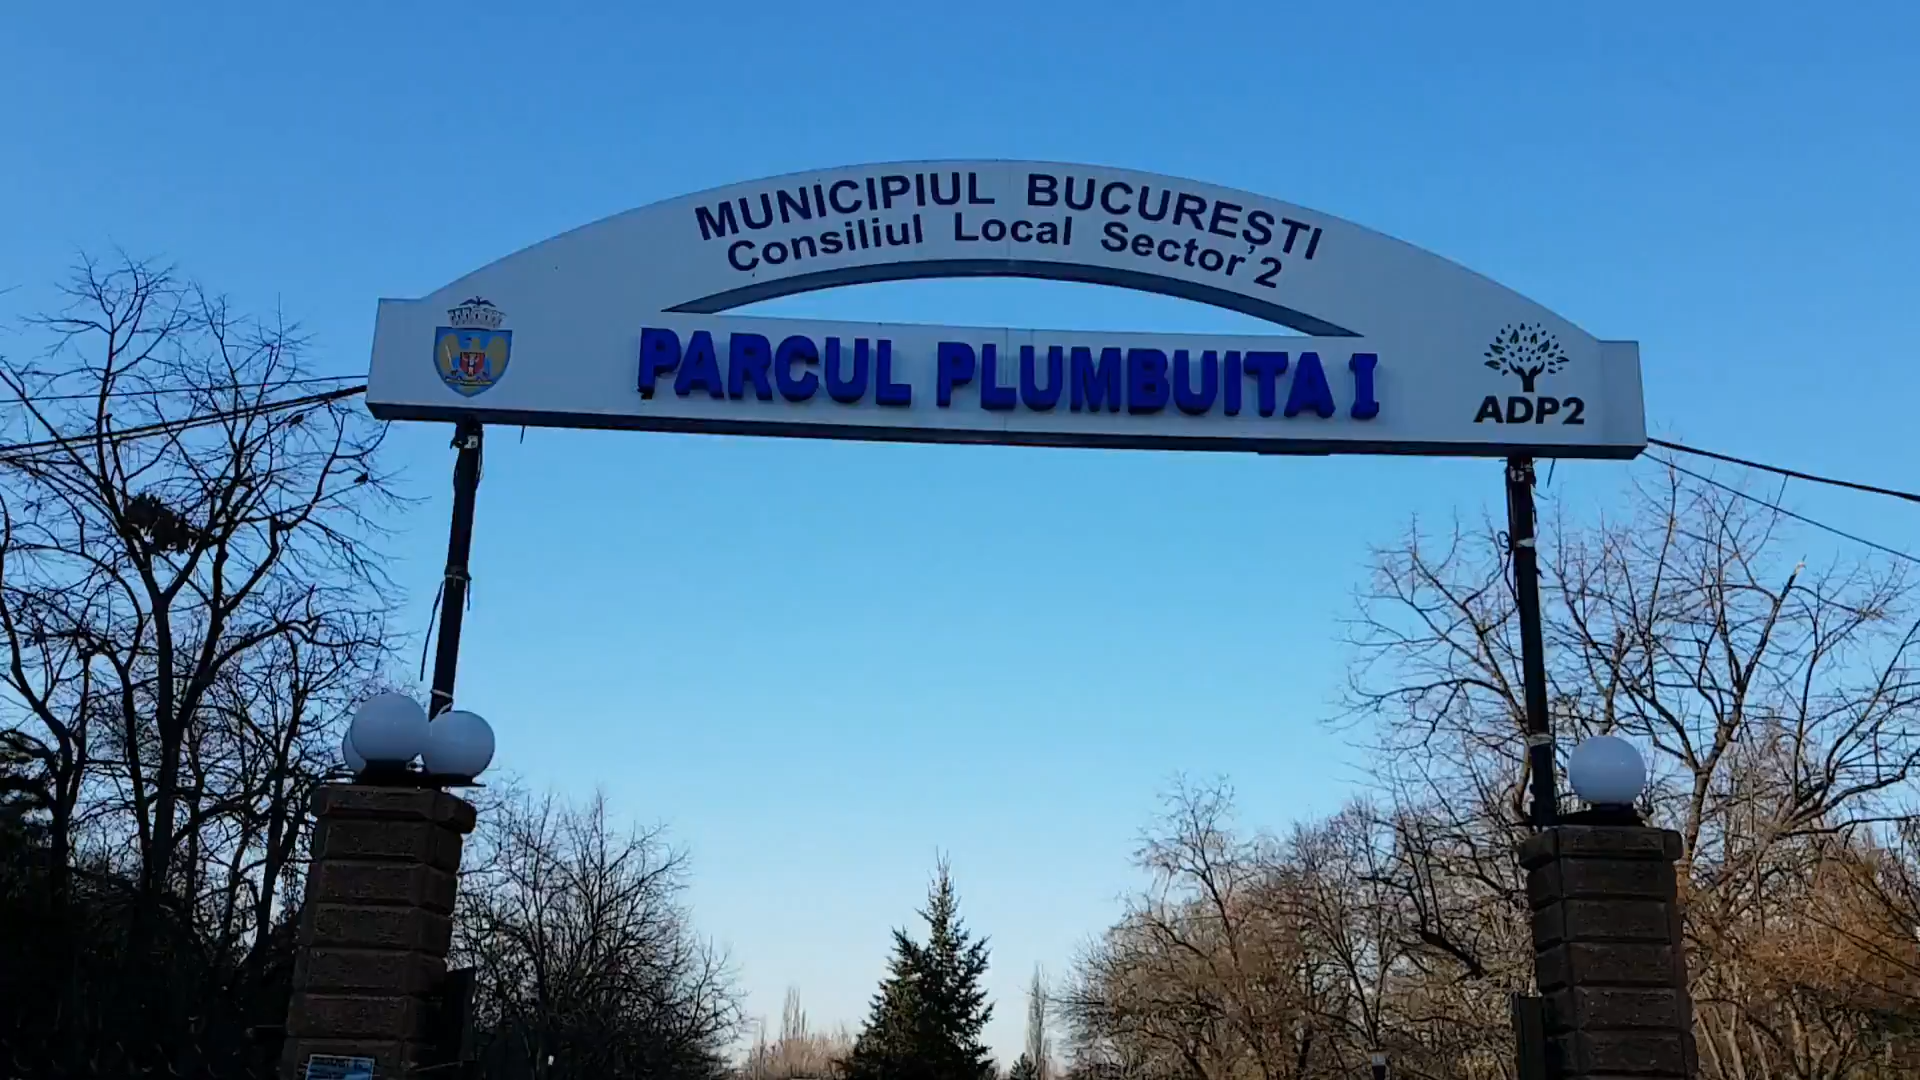 MUNICIPIUL BUCUREȘTI
Consiliul Local Sector 2
PARCUL PLUMBUITA I
ADP2